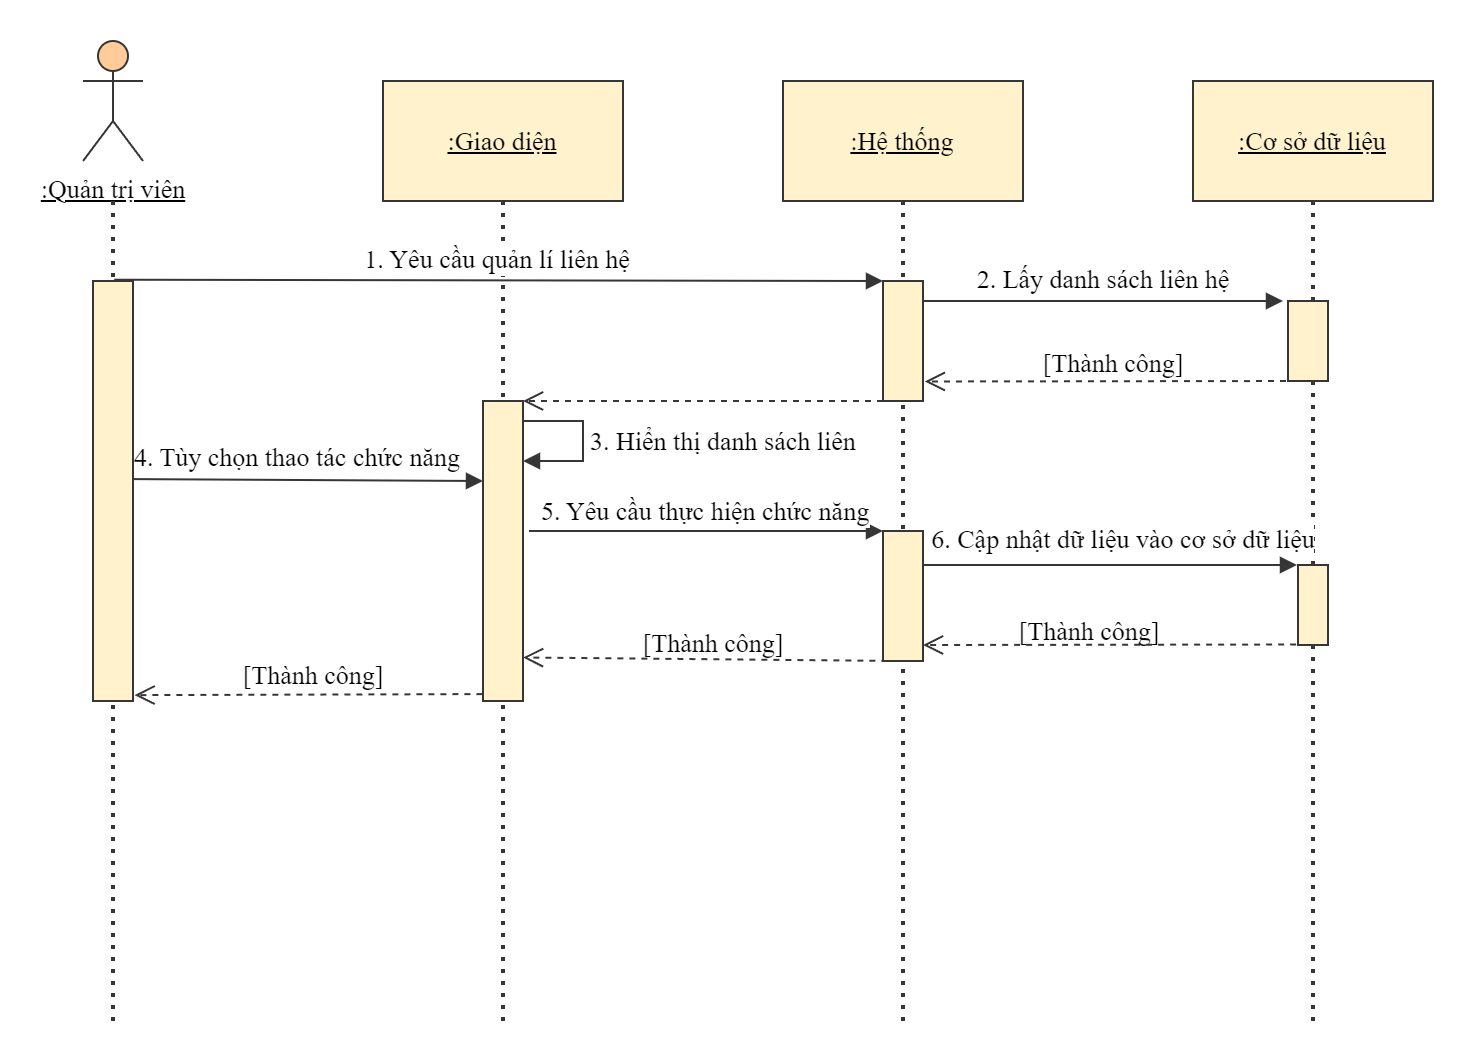 :Quản trị viên
:Giao diện
:Hệ thống
:Cơ sở dữ liệu
1. Yêu cầu quản lí liên hệ
2. Lấy danh sách liên hệ
[Thành công]
3. Hiển thị danh sách liên
4. Tùy chọn thao tác chức năng
5. Yêu cầu thực hiện chức năng
6. Cập nhật dữ liệu vào cơ sở dữ liệu
[Thành công]
[Thành công]
[Thành công]